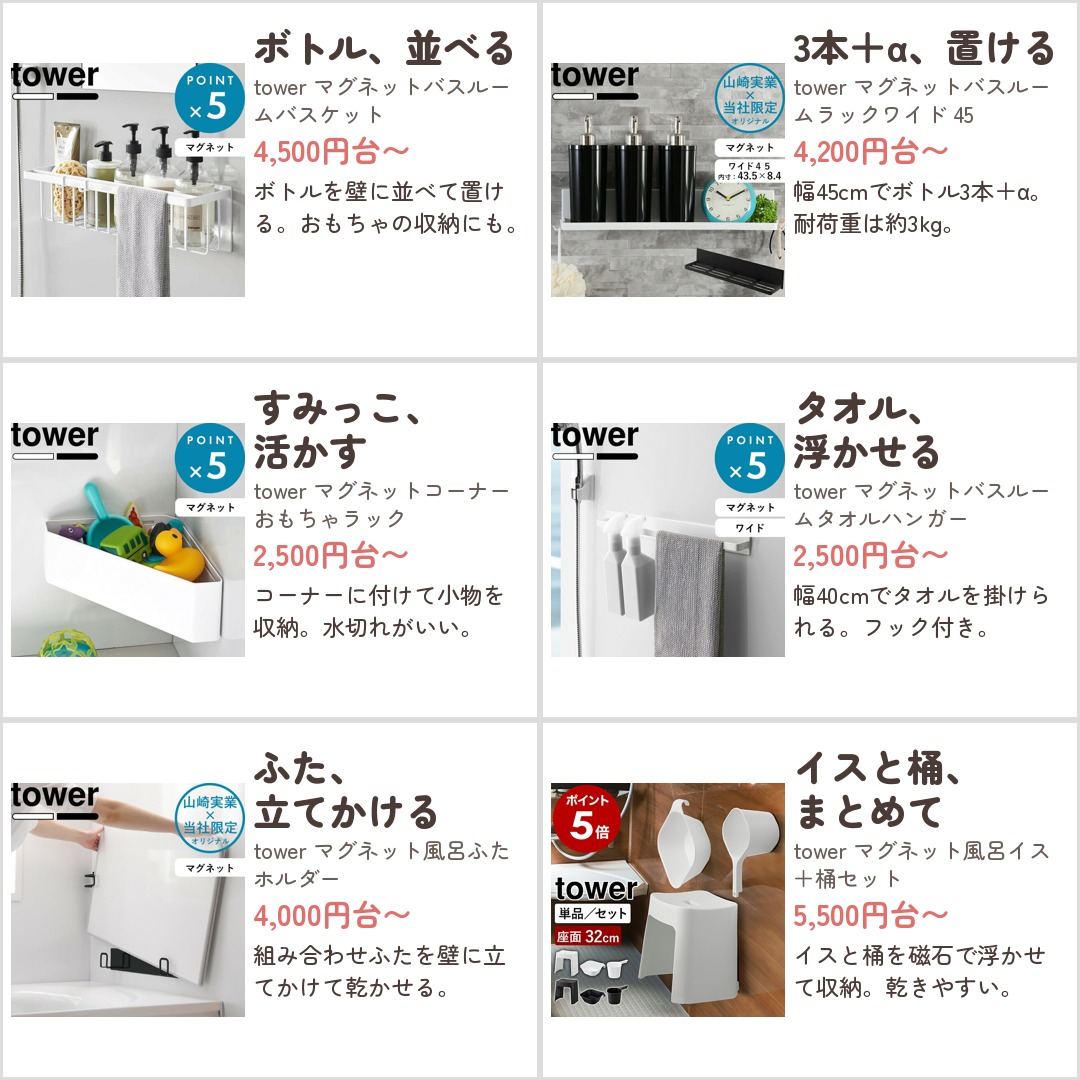 ボトル、並べる
tower
POINT
×5
マグネット
tower マグネットバスルー
ムバスケット
4,500円台〜
ボトルを壁に並べて置け
る。おもちゃの収納にも。
3本＋α、置ける
tower
山崎実業
×
当社限定
オリジナル
マグネット
ワイド４５
内寸：43.5×8.4
tower マグネットバスルー
ムラックワイド 45
4,200円台〜
幅45cmでボトル3本＋α。
耐荷重は約3kg。
すみっこ、
活かす
tower
POINT
×5
マグネット
tower マグネットコーナー
おもちゃラック
2,500円台〜
コーナーに付けて小物を
収納。水切れがいい。
タオル、
浮かせる
tower
POINT
×5
マグネット
ワイド
tower マグネットバスルー
ムタオルハンガー
2,500円台〜
幅40cmでタオルを掛けら
れる。フック付き。
ふた、
立てかける
tower
山崎実業
×
当社限定
オリジナル
マグネット
tower マグネット風呂ふた
ホルダー
4,000円台〜
組み合わせふたを壁に立
てかけて乾かせる。
イスと桶、
まとめて
ポイント
5倍
tower
単品／セット
座面 32cm
tower マグネット風呂イス
＋桶セット
5,500円台〜
イスと桶を磁石で浮かせ
て収納。乾きやすい。